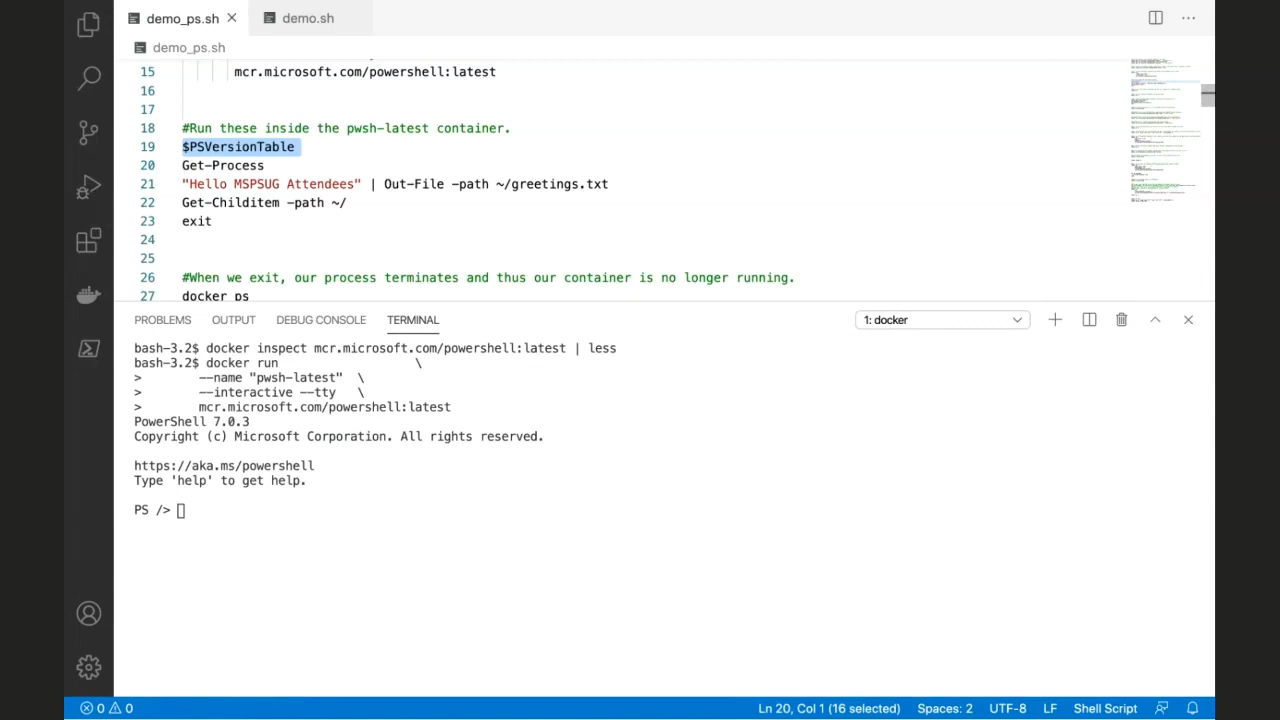 demo_ps.sh
demo.sh
demo_ps.sh
15 mcr.microsoft.com/powershell:latest
16
17
18 #Run these inside the pwsh-latest container.
19 $PSVersionTable
20 Get-Process
21 "Hello MSPSUG Attendees" | Out-File -path ~/greetings.txt
22 Get-ChildItem -path ~/
23 exit
24
25
26 #When we exit, our process terminates and thus our container is no longer running.
27 docker ps
PROBLEMS OUTPUT DEBUG CONSOLE TERMINAL 1: docker
bash-3.2$ docker inspect mcr.microsoft.com/powershell:latest | less
bash-3.2$ docker run \
> --name "pwsh-latest" \
> --interactive --tty \
> mcr.microsoft.com/powershell:latest
PowerShell 7.0.3
Copyright (c) Microsoft Corporation. All rights reserved.
https://aka.ms/powershell
Type 'help' to get help.
PS />
0 0 Ln 20, Col 1 (16 selected) Spaces: 2 UTF-8 LF Shell Script